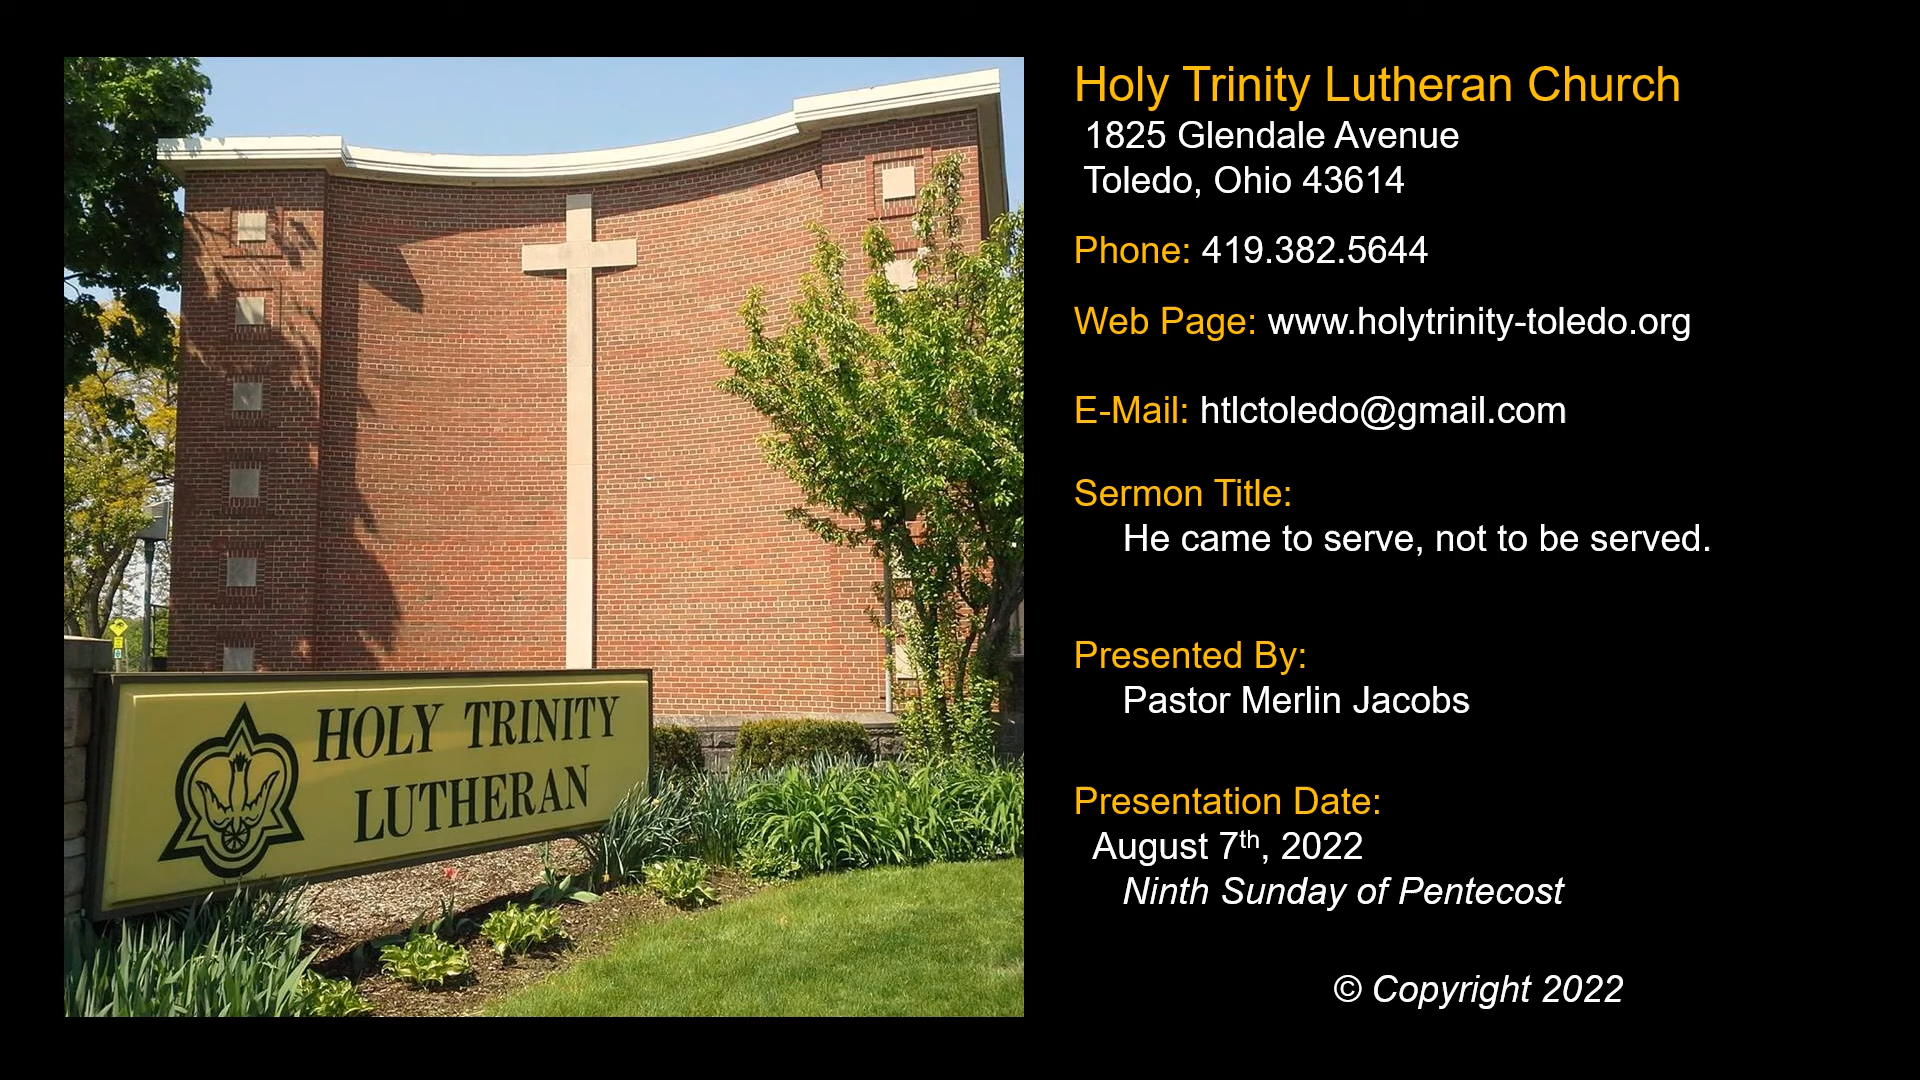 Holy Trinity Lutheran Church
1825 Glendale Avenue
Toledo, Ohio 43614
Phone: 419.382.5644
Web Page: www.holytrinity-toledo.org
E-Mail: htlctoledo@gmail.com
Sermon Title:
He came to serve, not to be served.
Presented By:
Pastor Merlin Jacobs
Presentation Date:
August 7th, 2022
Ninth Sunday of Pentecost
© Copyright 2022
HOLY TRINITY
LUTHERAN